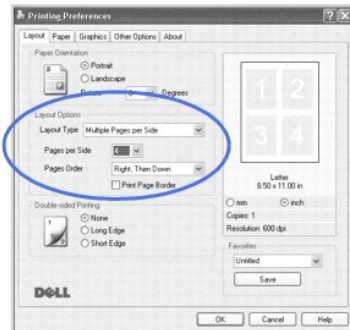 Printing Preferences
Layout Paper Graphics Other Options About
Paper Orientation
Portrait
Landscape
Rotate 0 Degrees
Layout Options
Layout Type Multiple Pages per Side
Pages per Side 4
Pages Order Right, Then Down
Print Page Border
Double-sided Printing
None
Long Edge
Short Edge
1 2
3 4
Letter
8.50 x 11.00 in
mm inch
Copies: 1
Resolution: 600 dpi
Favorites
Untitled
Save
DELL
OK Cancel Help